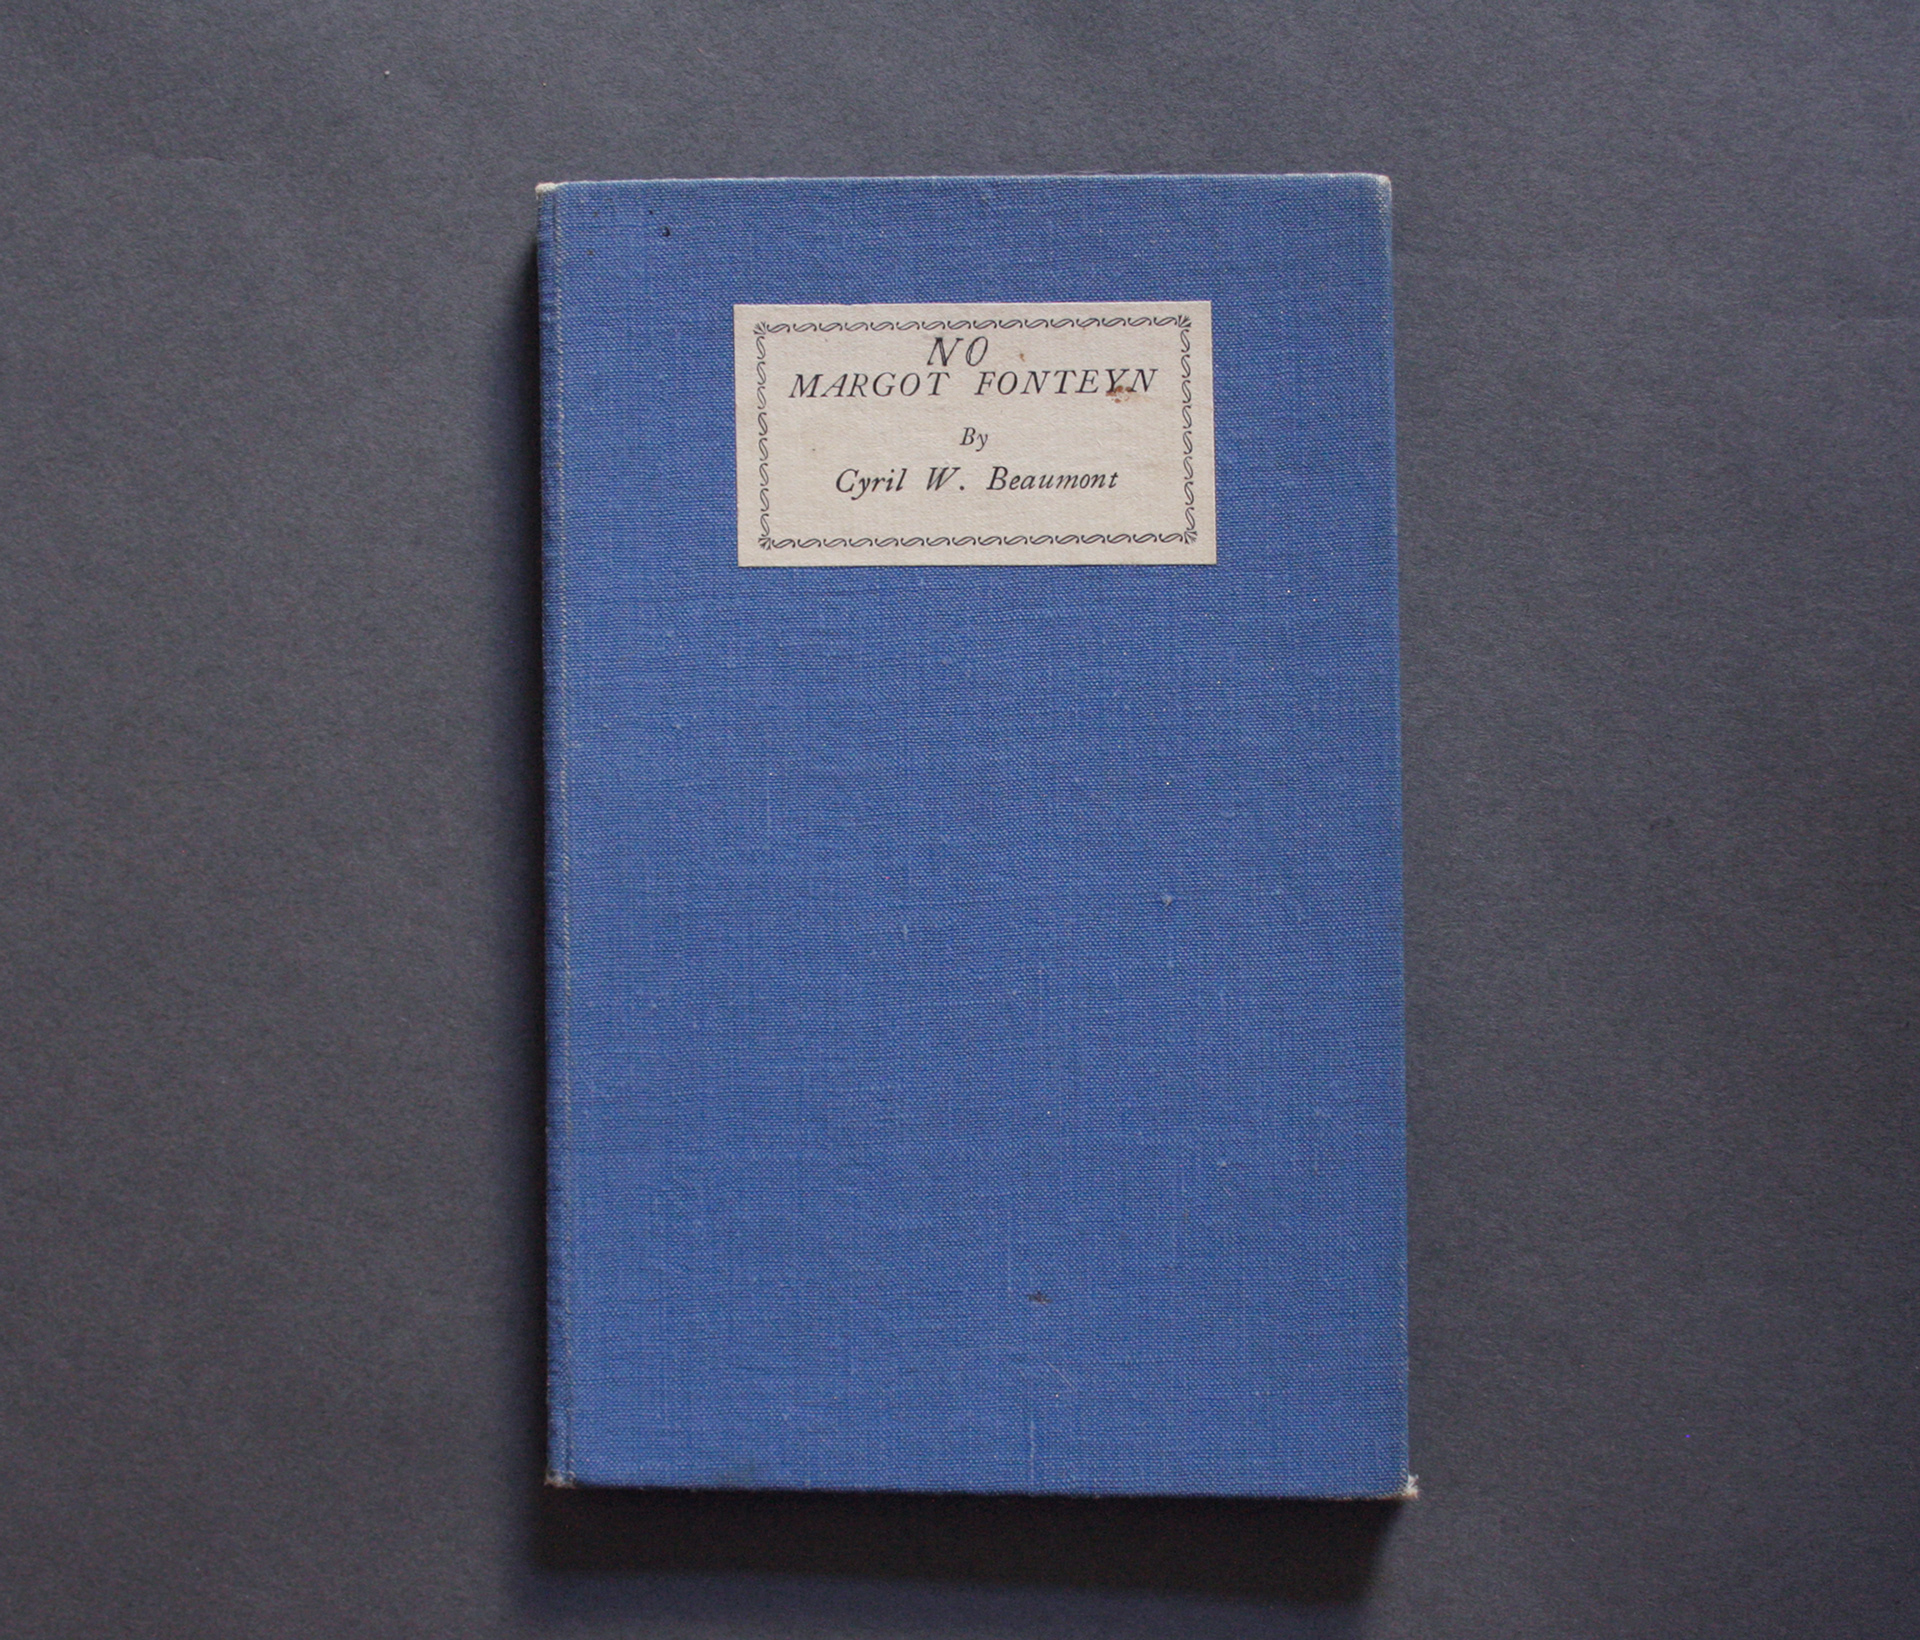 NO
MARGOT FONTEYN
By
Cyril W. Beaumont